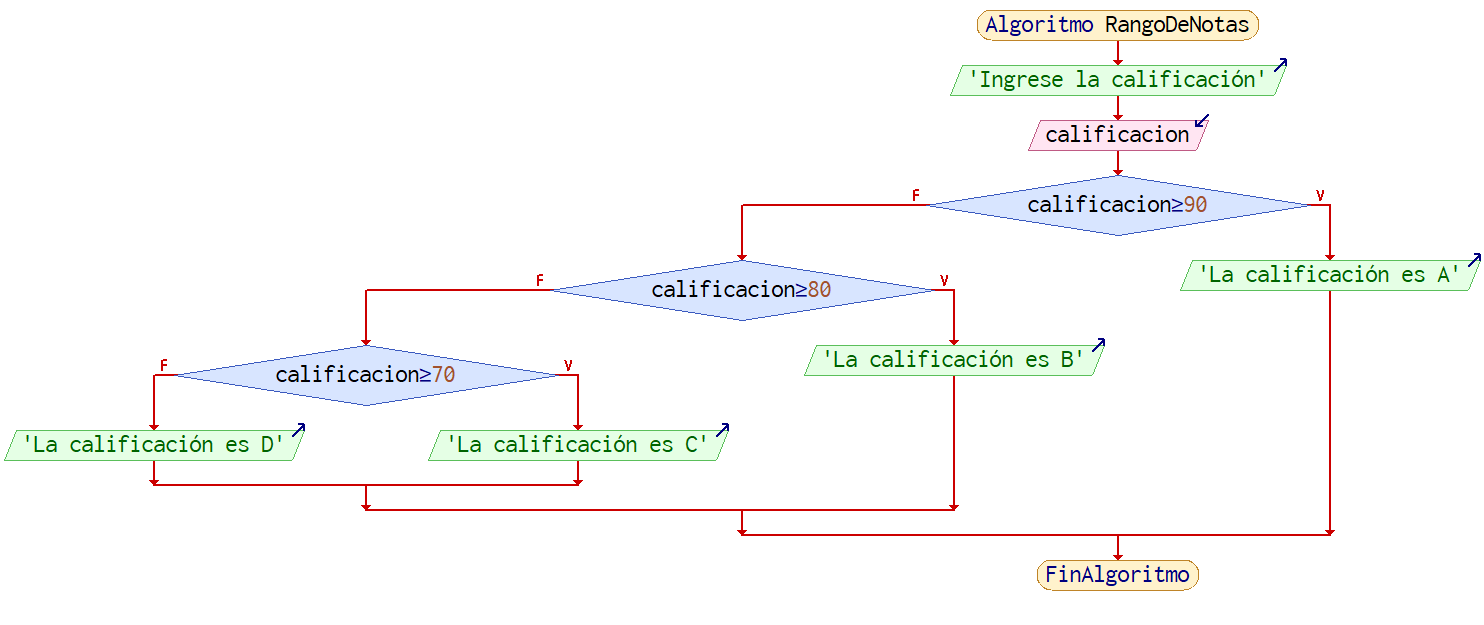 Algoritmo RangoDeNotas
'Ingrese la calificación'
calificacion
calificacion≥90
F
V
'La calificación es A'
calificacion≥80
F
V
'La calificación es B'
calificacion≥70
F
V
'La calificación es D'
'La calificación es C'
FinAlgoritmo